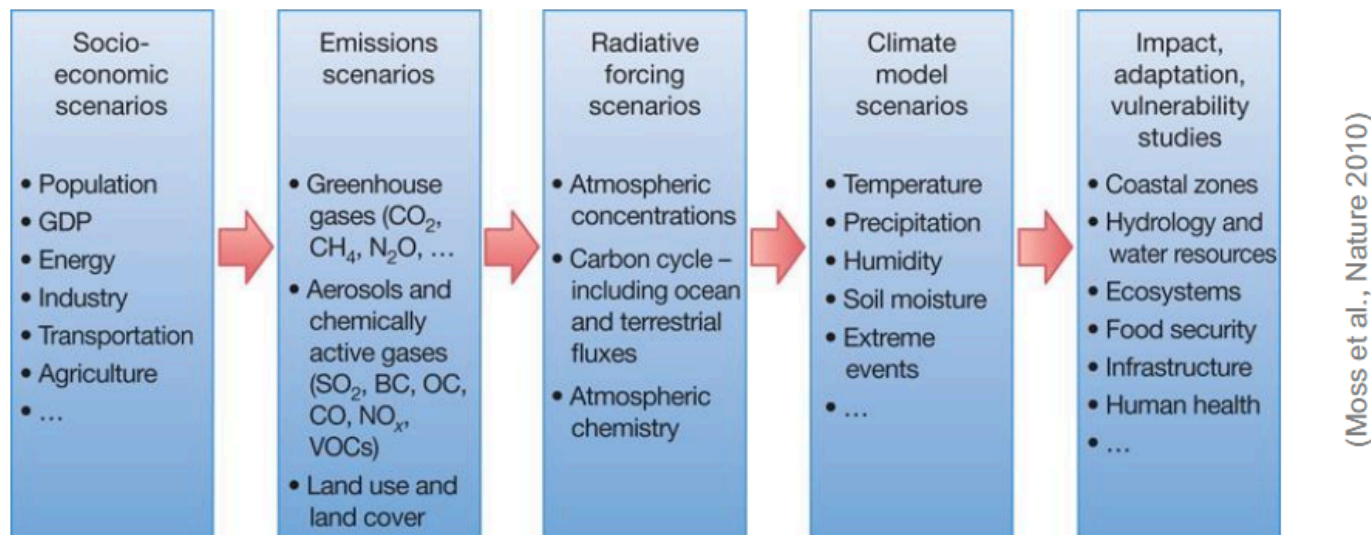 Socio-
economic
scenarios
• Population
• GDP
• Energy
• Industry
• Transportation
• Agriculture
• …
Emissions
scenarios
• Greenhouse
gases (CO₂,
CH₄, N₂O, …
• Aerosols and
chemically
active gases
(SO₂, BC, OC,
CO, NOₓ,
VOCs)
• Land use and
land cover
Radiative
forcing
scenarios
• Atmospheric
concentrations
• Carbon cycle –
including ocean
and terrestrial
fluxes
• Atmospheric
chemistry
Climate
model
scenarios
• Temperature
• Precipitation
• Humidity
• Soil moisture
• Extreme
events
• …
Impact,
adaptation,
vulnerability
studies
• Coastal zones
• Hydrology and
water resources
• Ecosystems
• Food security
• Infrastructure
• Human health
• …
(Moss et al., Nature 2010)